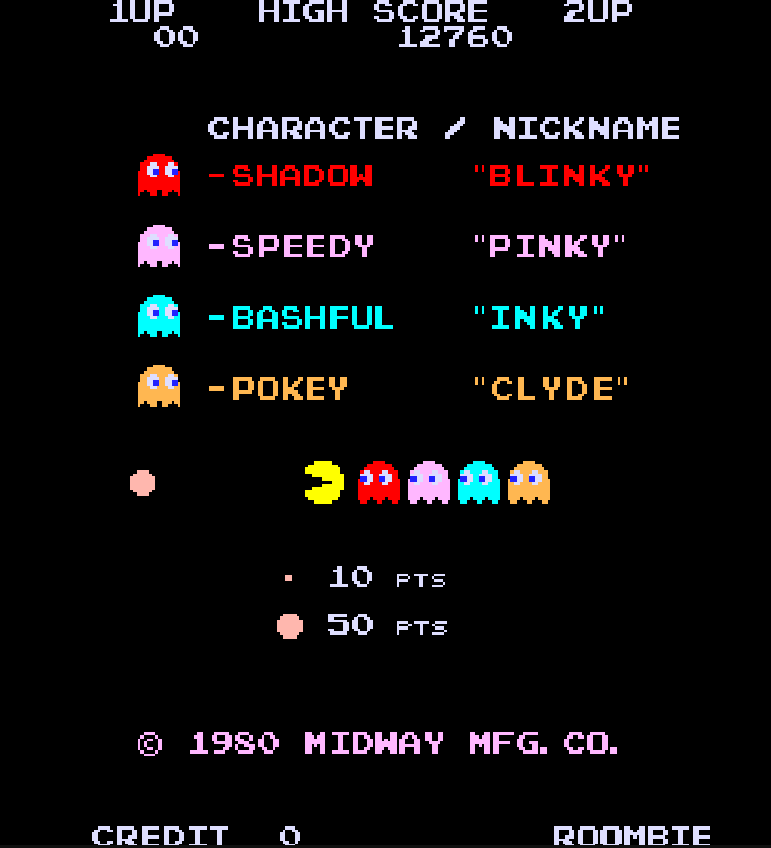 1UP HIGH SCORE 2UP
00 12760
CHARACTER / NICKNAME
-SHADOW "BLINKY"
-SPEEDY "PINKY"
-BASHFUL "INKY"
-POKEY "CLYDE"
10 PTS
50 PTS
© 1980 MIDWAY MFG. CO.
CREDIT 0 ROOMBIE